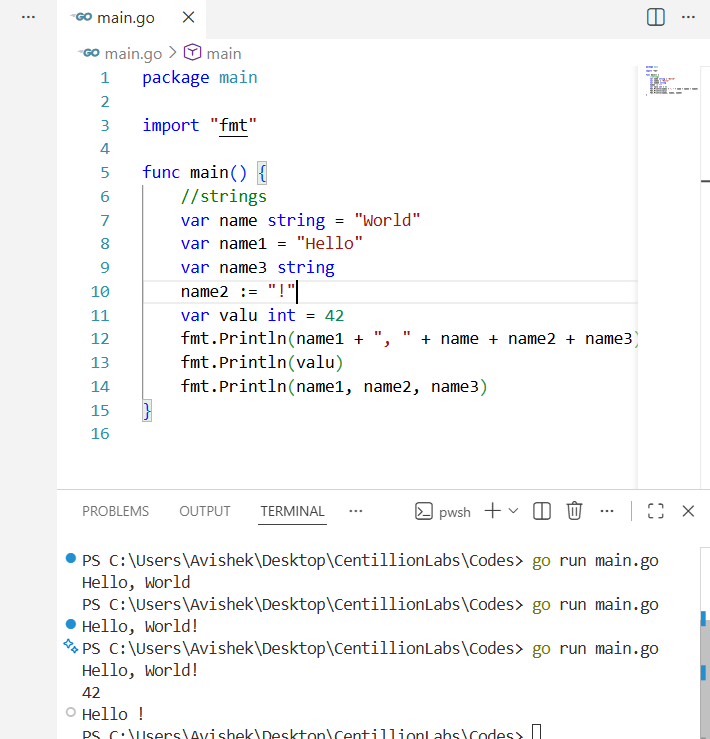 GO main.go
GO main.go > main
1 package main
2
3 import "fmt"
4
5 func main() {
6 //strings
7 var name string = "World"
8 var name1 = "Hello"
9 var name3 string
10 name2 := "!"
11 var valu int = 42
12 fmt.Println(name1 + ", " + name + name2 + name3)
13 fmt.Println(valu)
14 fmt.Println(name1, name2, name3)
15 }
16
PROBLEMS OUTPUT TERMINAL ... pwsh
PS C:\Users\Avishek\Desktop\CentillionLabs\Codes> go run main.go
Hello, World
PS C:\Users\Avishek\Desktop\CentillionLabs\Codes> go run main.go
Hello, World!
PS C:\Users\Avishek\Desktop\CentillionLabs\Codes> go run main.go
Hello, World!
42
Hello !
PS C:\Users\Avishek\Desktop\CentillionLabs\Codes>